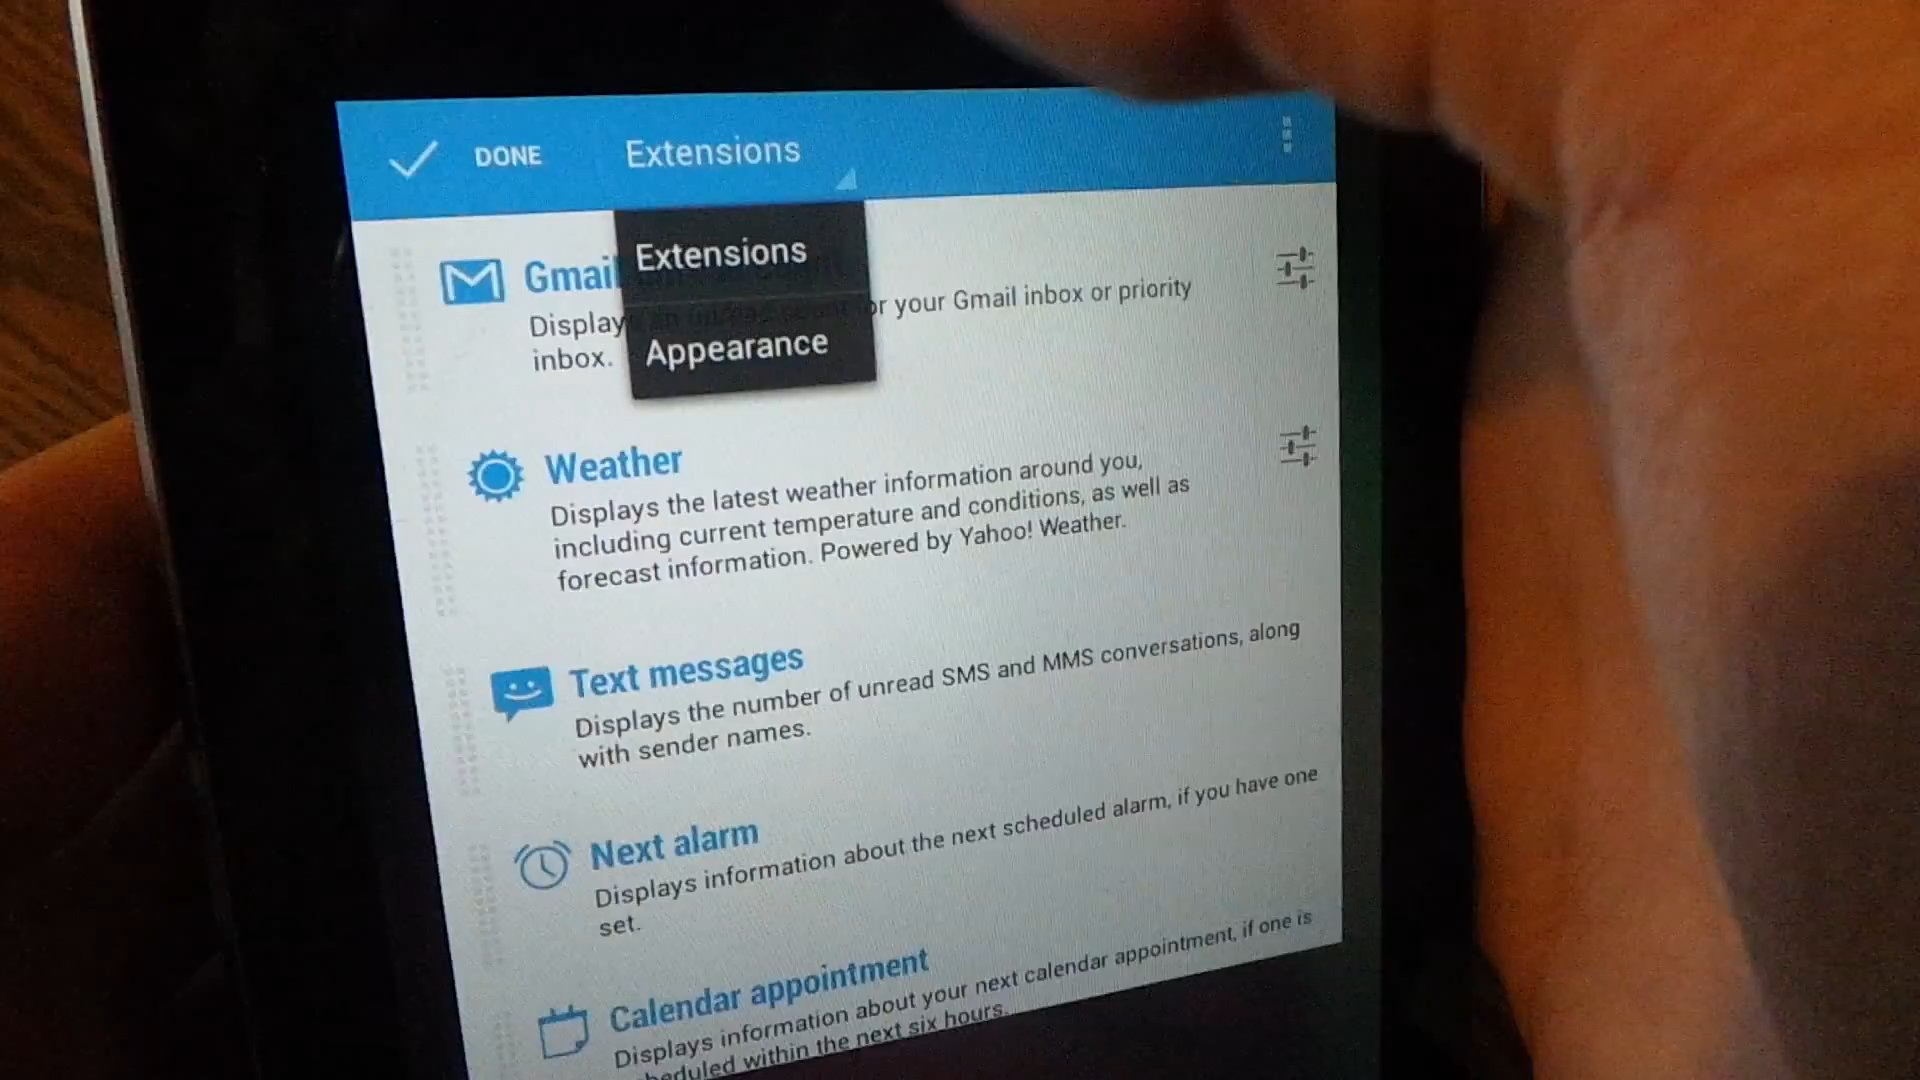 DONE
Extensions
Extensions
Appearance
Gmail
Display
or your Gmail inbox or priority
inbox.
Weather
Displays the latest weather information around you,
including current temperature and conditions, as well as
forecast information. Powered by Yahoo! Weather.
Text messages
Displays the number of unread SMS and MMS conversations, along
with sender names.
Next alarm
Displays information about the next scheduled alarm, if you have one
set.
Calendar appointment
Displays information about your next calendar appointment, if one is
within the next six hours.